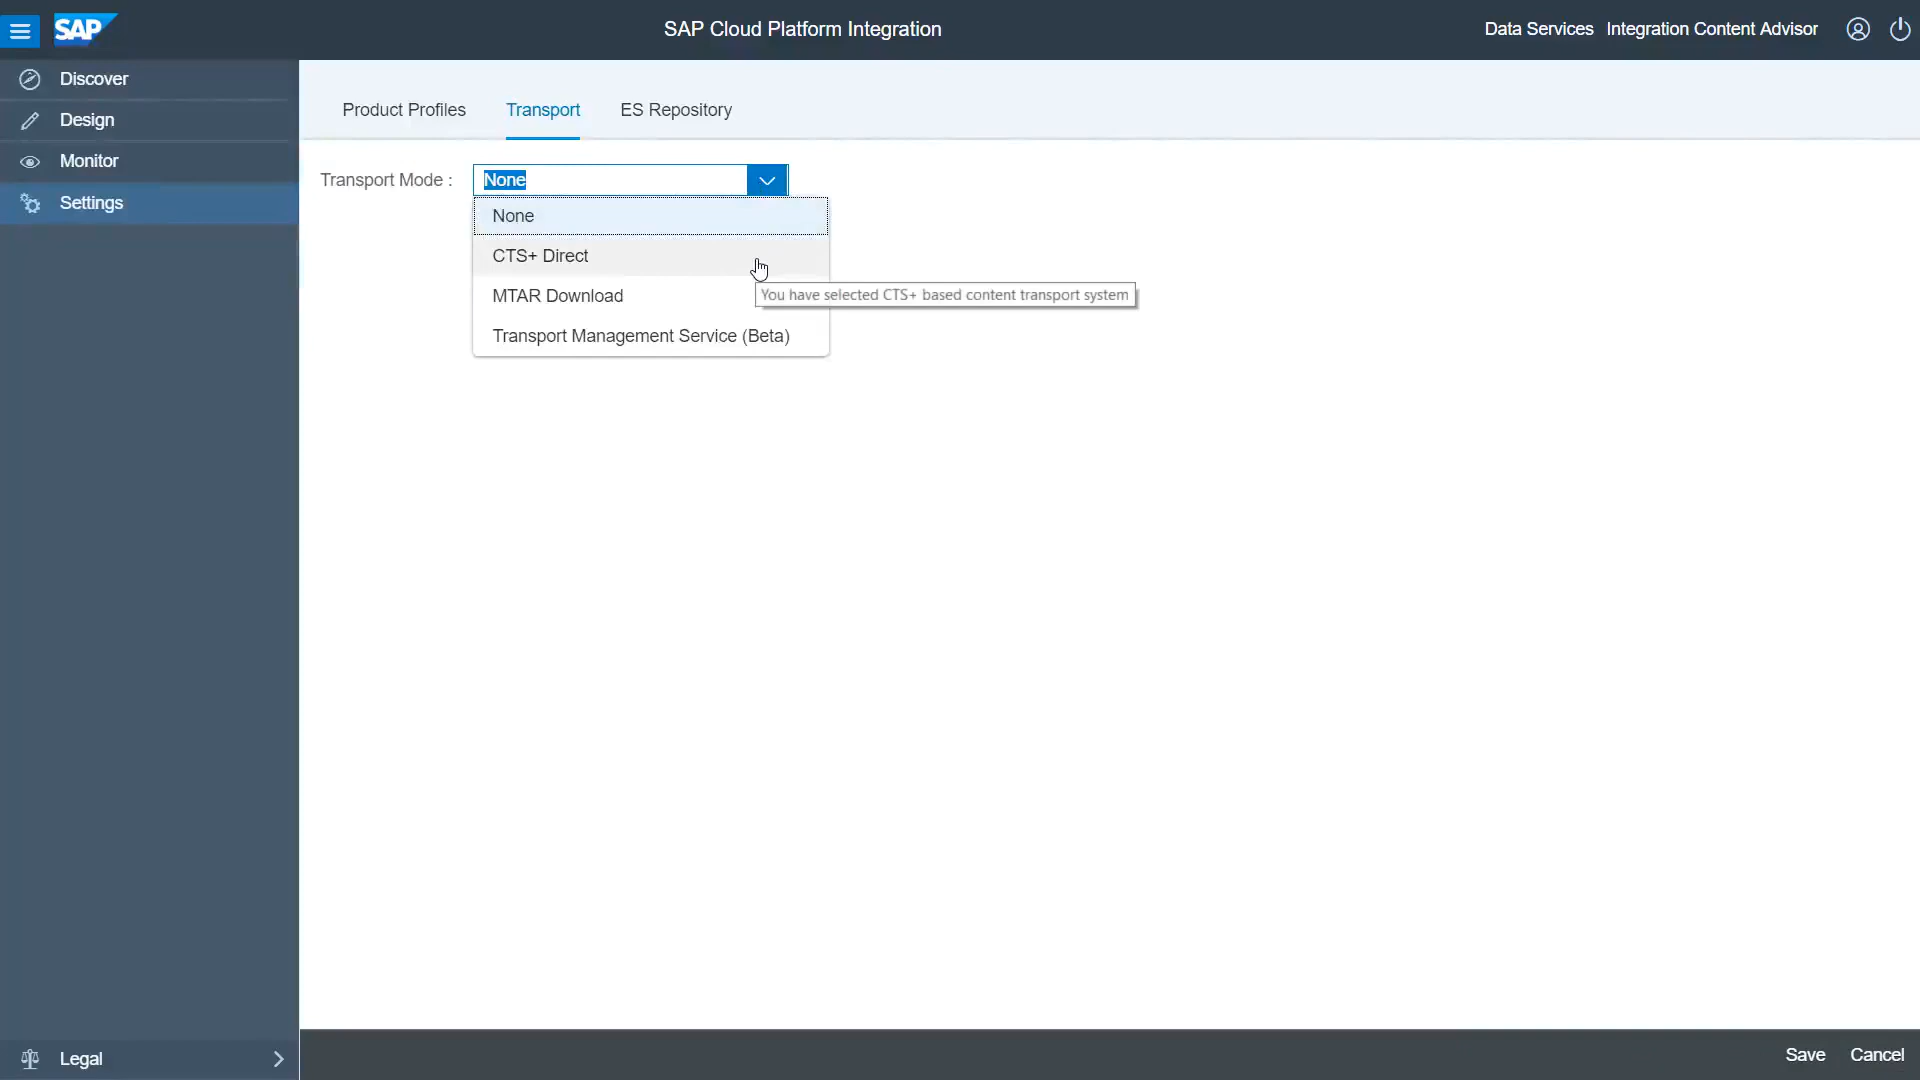 SAP
SAP Cloud Platform Integration
Data Services
Integration Content Advisor
Discover
Design
Monitor
Settings
Product Profiles
Transport
ES Repository
Transport Mode :
None
None
CTS+ Direct
MTAR Download
Transport Management Service (Beta)
You have selected CTS+ based content transport system
Legal
Save
Cancel